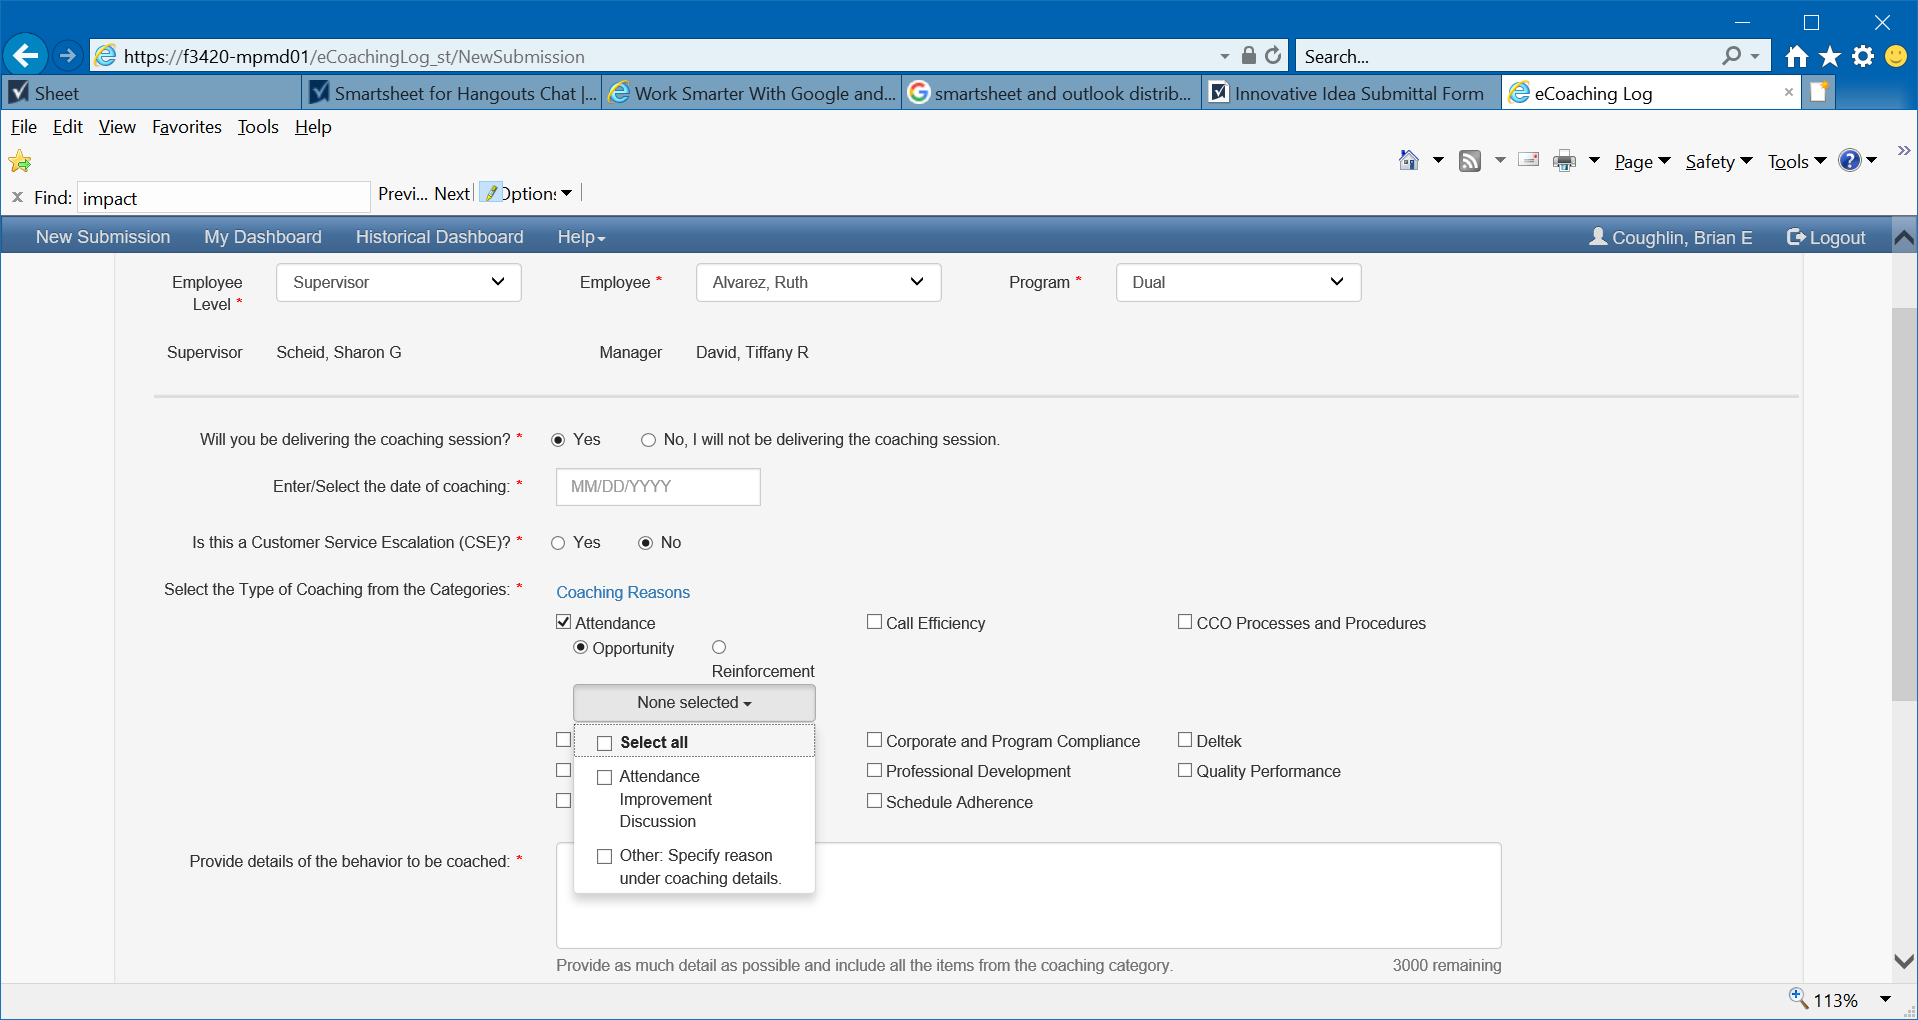 https://f3420-mpmd01/eCoachingLog_st/NewSubmission
Search...
Sheet
Smartsheet for Hangouts Chat |...
Work Smarter With Google and...
smartsheet and outlook distrib...
Innovative Idea Submittal Form
eCoaching Log
File Edit View Favorites Tools Help
Page Safety Tools
Find: impact Previ... Next Options
New Submission My Dashboard Historical Dashboard Help Coughlin, Brian E Logout
Employee Level * Supervisor Employee * Alvarez, Ruth Program * Dual
Supervisor Scheid, Sharon G Manager David, Tiffany R
Will you be delivering the coaching session? * Yes No, I will not be delivering the coaching session.
Enter/Select the date of coaching: * MM/DD/YYYY
Is this a Customer Service Escalation (CSE)? * Yes No
Select the Type of Coaching from the Categories: * Coaching Reasons
Attendance Call Efficiency CCO Processes and Procedures
Opportunity
Reinforcement
None selected
Select all
Attendance
Improvement
Discussion
Other: Specify reason
under coaching details.
Corporate and Program Compliance Deltek
Professional Development Quality Performance
Schedule Adherence
Provide details of the behavior to be coached: *
Provide as much detail as possible and include all the items from the coaching category. 3000 remaining
113%